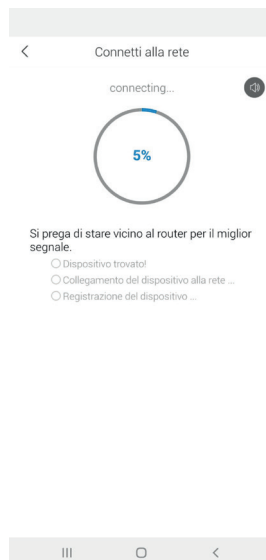 Connetti alla rete
connecting...
5%
Si prega di stare vicino al router per il miglior
segnale.
Dispositivo trovato!
Collegamento del dispositivo alla rete ...
Registrazione del dispositivo ...